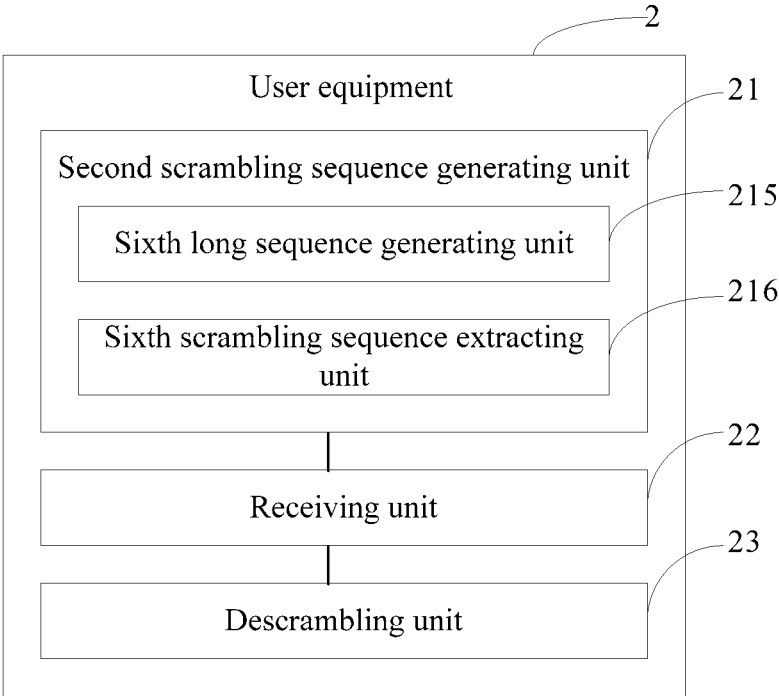 2
User equipment
21
Second scrambling sequence generating unit
215
Sixth long sequence generating unit
216
Sixth scrambling sequence extracting
unit
22
Receiving unit
23
Descrambling unit